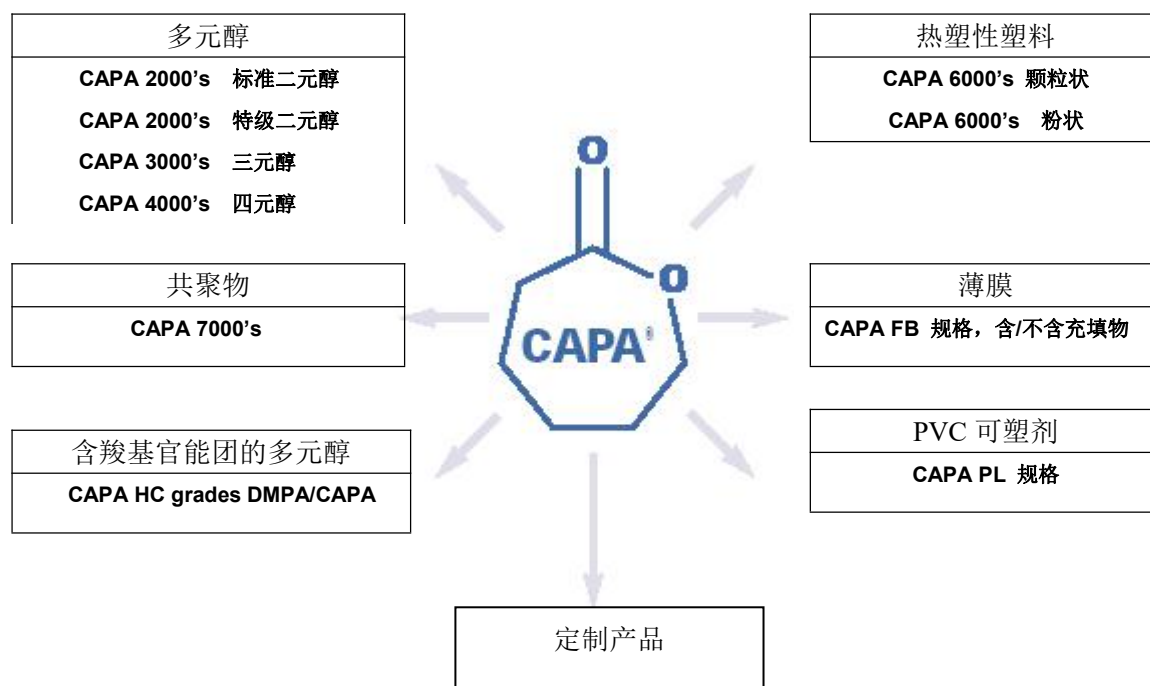 多元醇
CAPA 2000’s 标准二元醇
CAPA 2000’s 特级二元醇
CAPA 3000’s 三元醇
CAPA 4000’s 四元醇
热塑性塑料
CAPA 6000’s 颗粒状
CAPA 6000’s 粉状
O
O
CAPA®
共聚物
CAPA 7000’s
薄膜
CAPA FB 规格，含/不含充填物
含羧基官能团的多元醇
CAPA HC grades DMPA/CAPA
PVC 可塑剂
CAPA PL 规格
定制产品